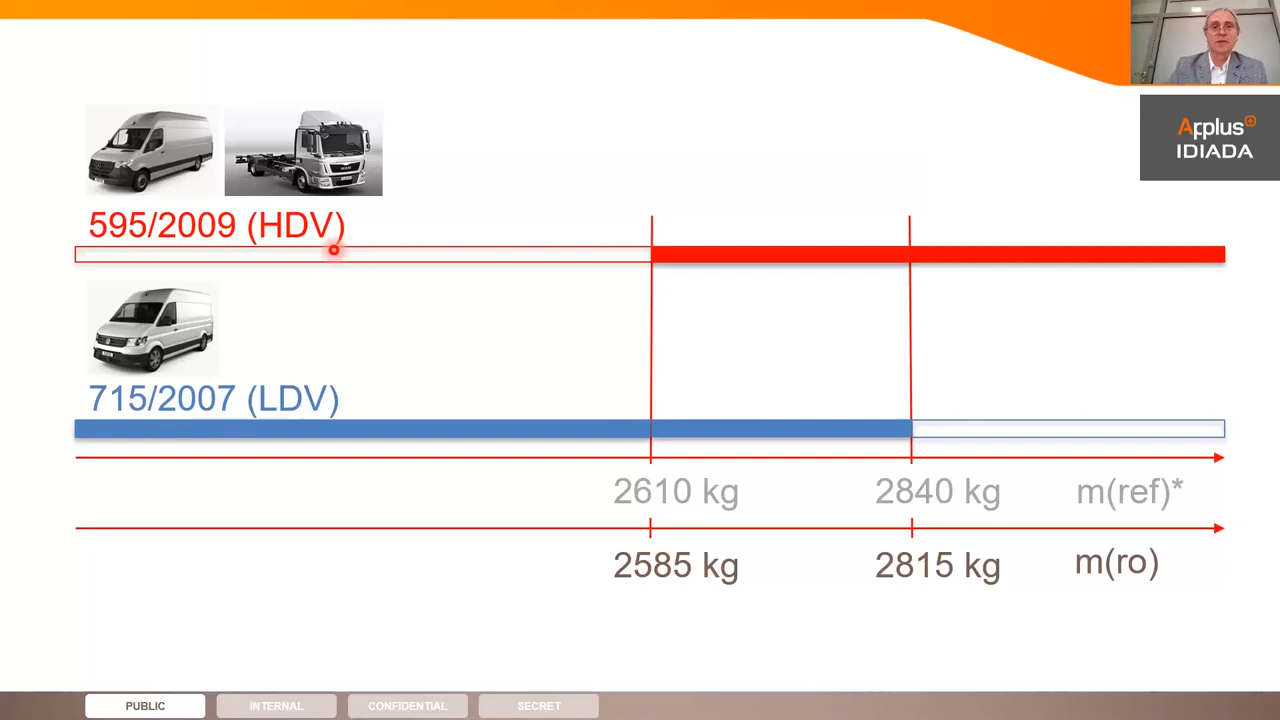 Applus+
IDIADA
595/2009 (HDV)
715/2007 (LDV)
2610 kg
2840 kg
m(ref)*
2585 kg
2815 kg
m(ro)
PUBLIC
INTERNAL
CONFIDENTIAL
SECRET